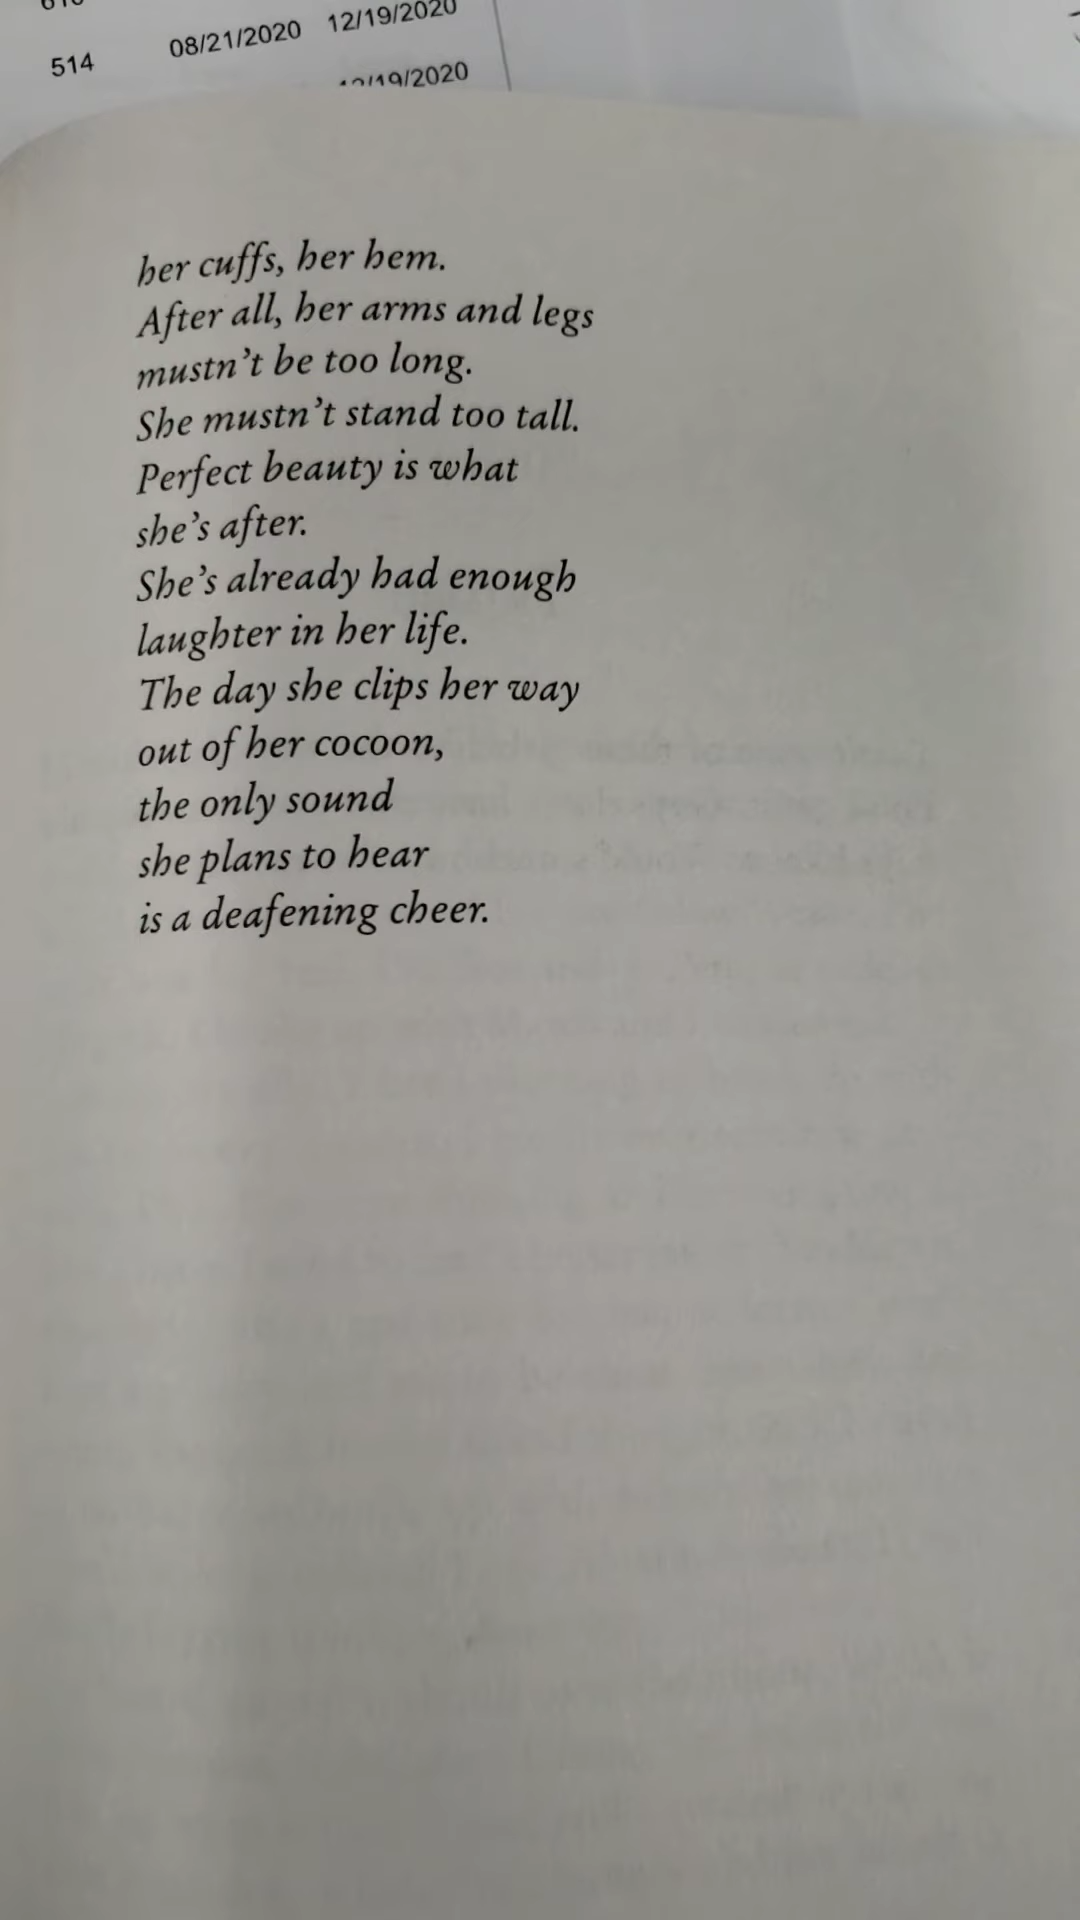 514 08/21/2020 12/19/2020
12/19/2020
her cuffs, her hem.
After all, her arms and legs
mustn't be too long.
She mustn't stand too tall.
Perfect beauty is what
she's after.
She's already had enough
laughter in her life.
The day she clips her way
out of her cocoon,
the only sound
she plans to hear
is a deafening cheer.